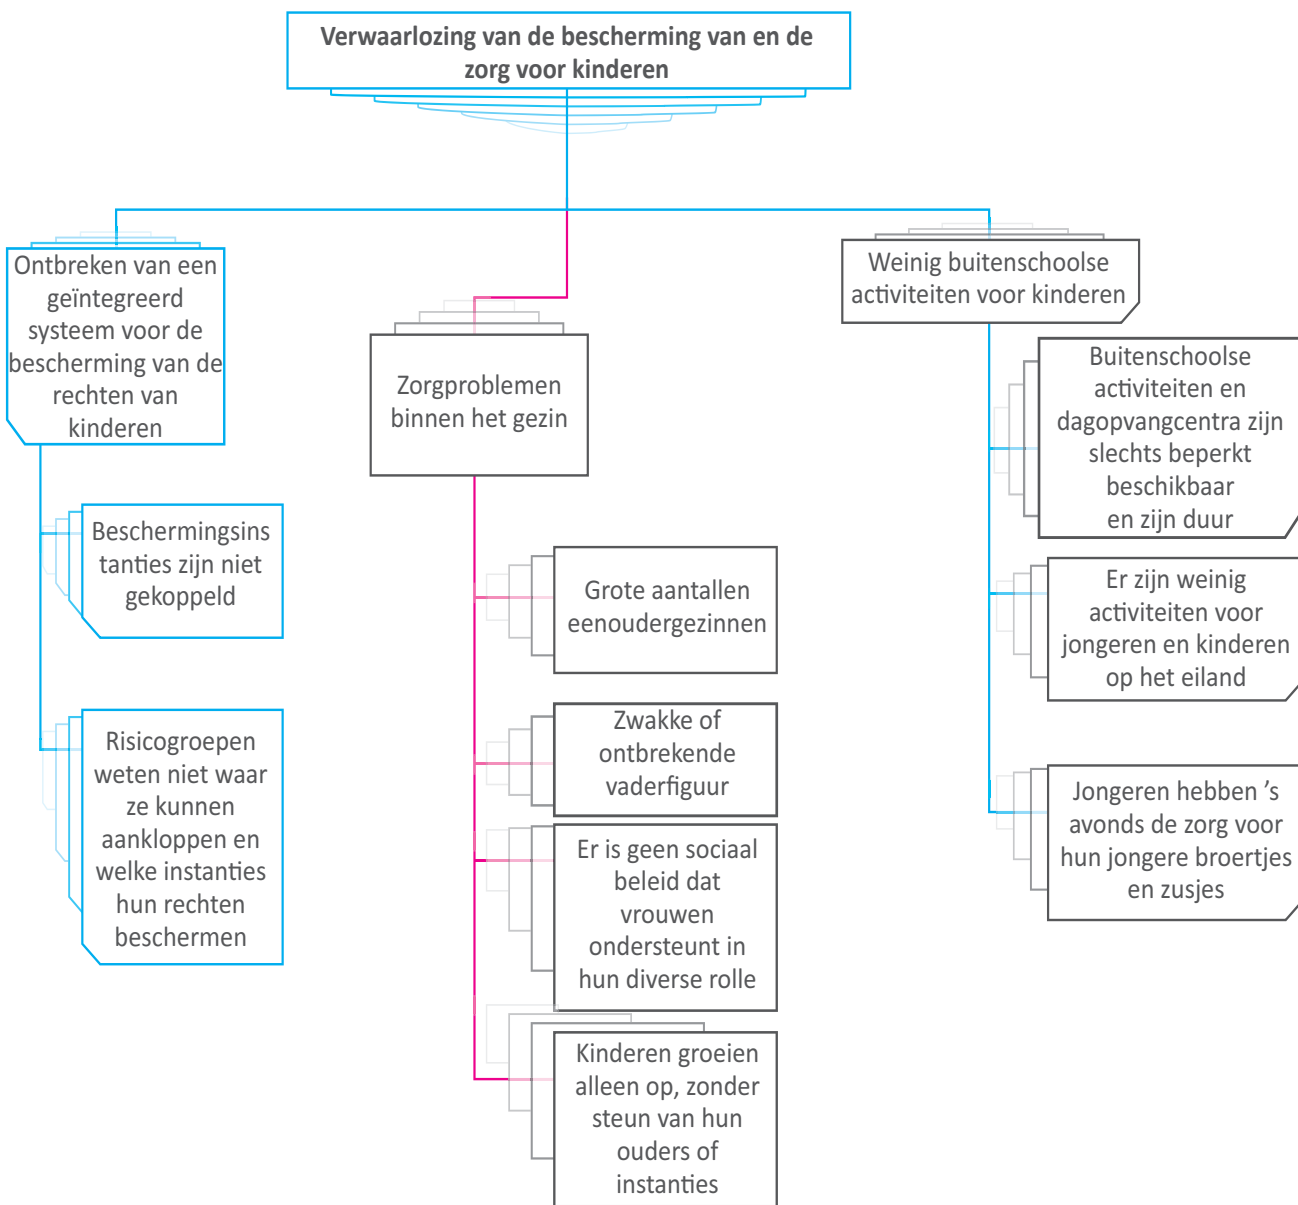 Verwaarlozing van de bescherming van en de
zorg voor kinderen
Ontbreken van een
geïntegreerd
systeem voor de
bescherming van de
rechten van
kinderen
Beschermingsins
tanties zijn niet
gekoppeld
Risicogroepen
weten niet waar
ze kunnen
aankloppen en
welke instanties
hun rechten
beschermen
Zorgproblemen
binnen het gezin
Grote aantallen
eenoudergezinnen
Zwakke of
ontbrekende
vaderfiguur
Er is geen sociaal
beleid dat
vrouwen
ondersteunt in
hun diverse rolle
Kinderen groeien
alleen op, zonder
steun van hun
ouders of
instanties
Weinig buitenschoolse
activiteiten voor kinderen
Buitenschoolse
activiteiten en
dagopvangcentra zijn
slechts beperkt
beschikbaar
en zijn duur
Er zijn weinig
activiteiten voor
jongeren en kinderen
op het eiland
Jongeren hebben ’s
avonds de zorg voor
hun jongere broertjes
en zusjes